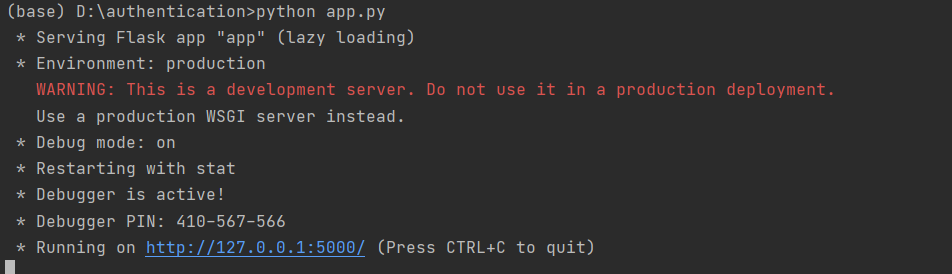 (base) D:\authentication>python app.py
* Serving Flask app "app" (lazy loading)
* Environment: production
WARNING: This is a development server. Do not use it in a production deployment.
Use a production WSGI server instead.
* Debug mode: on
* Restarting with stat
* Debugger is active!
* Debugger PIN: 410-567-566
* Running on http://127.0.0.1:5000/ (Press CTRL+C to quit)